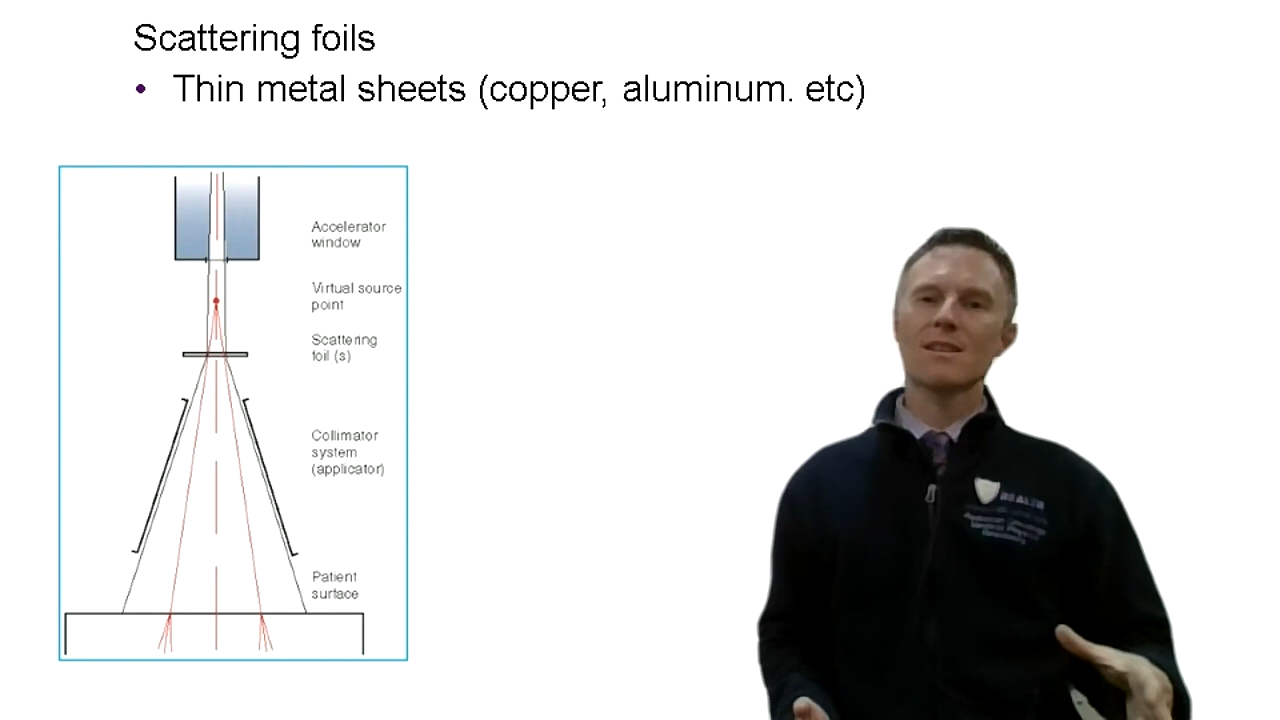 Scattering foils
• Thin metal sheets (copper, aluminum. etc)
Accelerator
window
Virtual source
point
Scattering
foil (s)
Collimator
system
(applicator)
Patient
surface
HEALTH